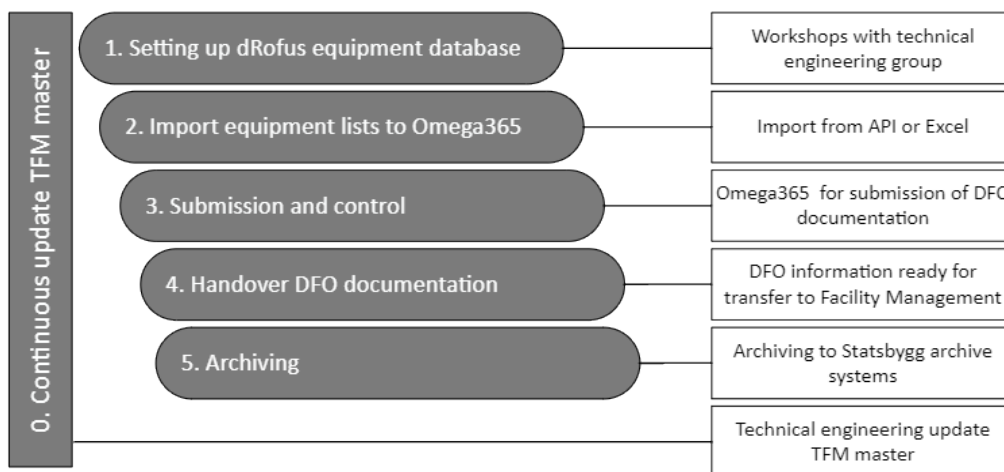 0. Continuous update TFM master
1. Setting up dRofus equipment database
Workshops with technical
engineering group
2. Import equipment lists to Omega365
Import from API or Excel
3. Submission and control
Omega365 for submission of DFO
documentation
4. Handover DFO documentation
DFO information ready for
transfer to Facility Management
5. Archiving
Archiving to Statsbygg archive
systems
Technical engineering update
TFM master